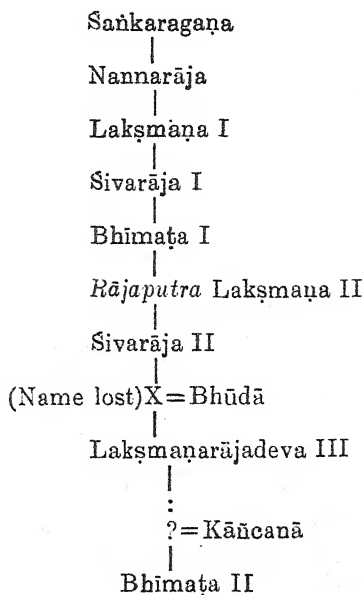 Śaṅkaragaṇa
Nannarāja
Lakṣmaṇa I
Śivarāja I
Bhīmaṭa I
Rājaputra Lakṣmaṇa II
Śivarāja II
(Name lost)X=Bhūdā
Lakṣmaṇarājadeva III
:
?=Kāñcanā
Bhīmaṭa II